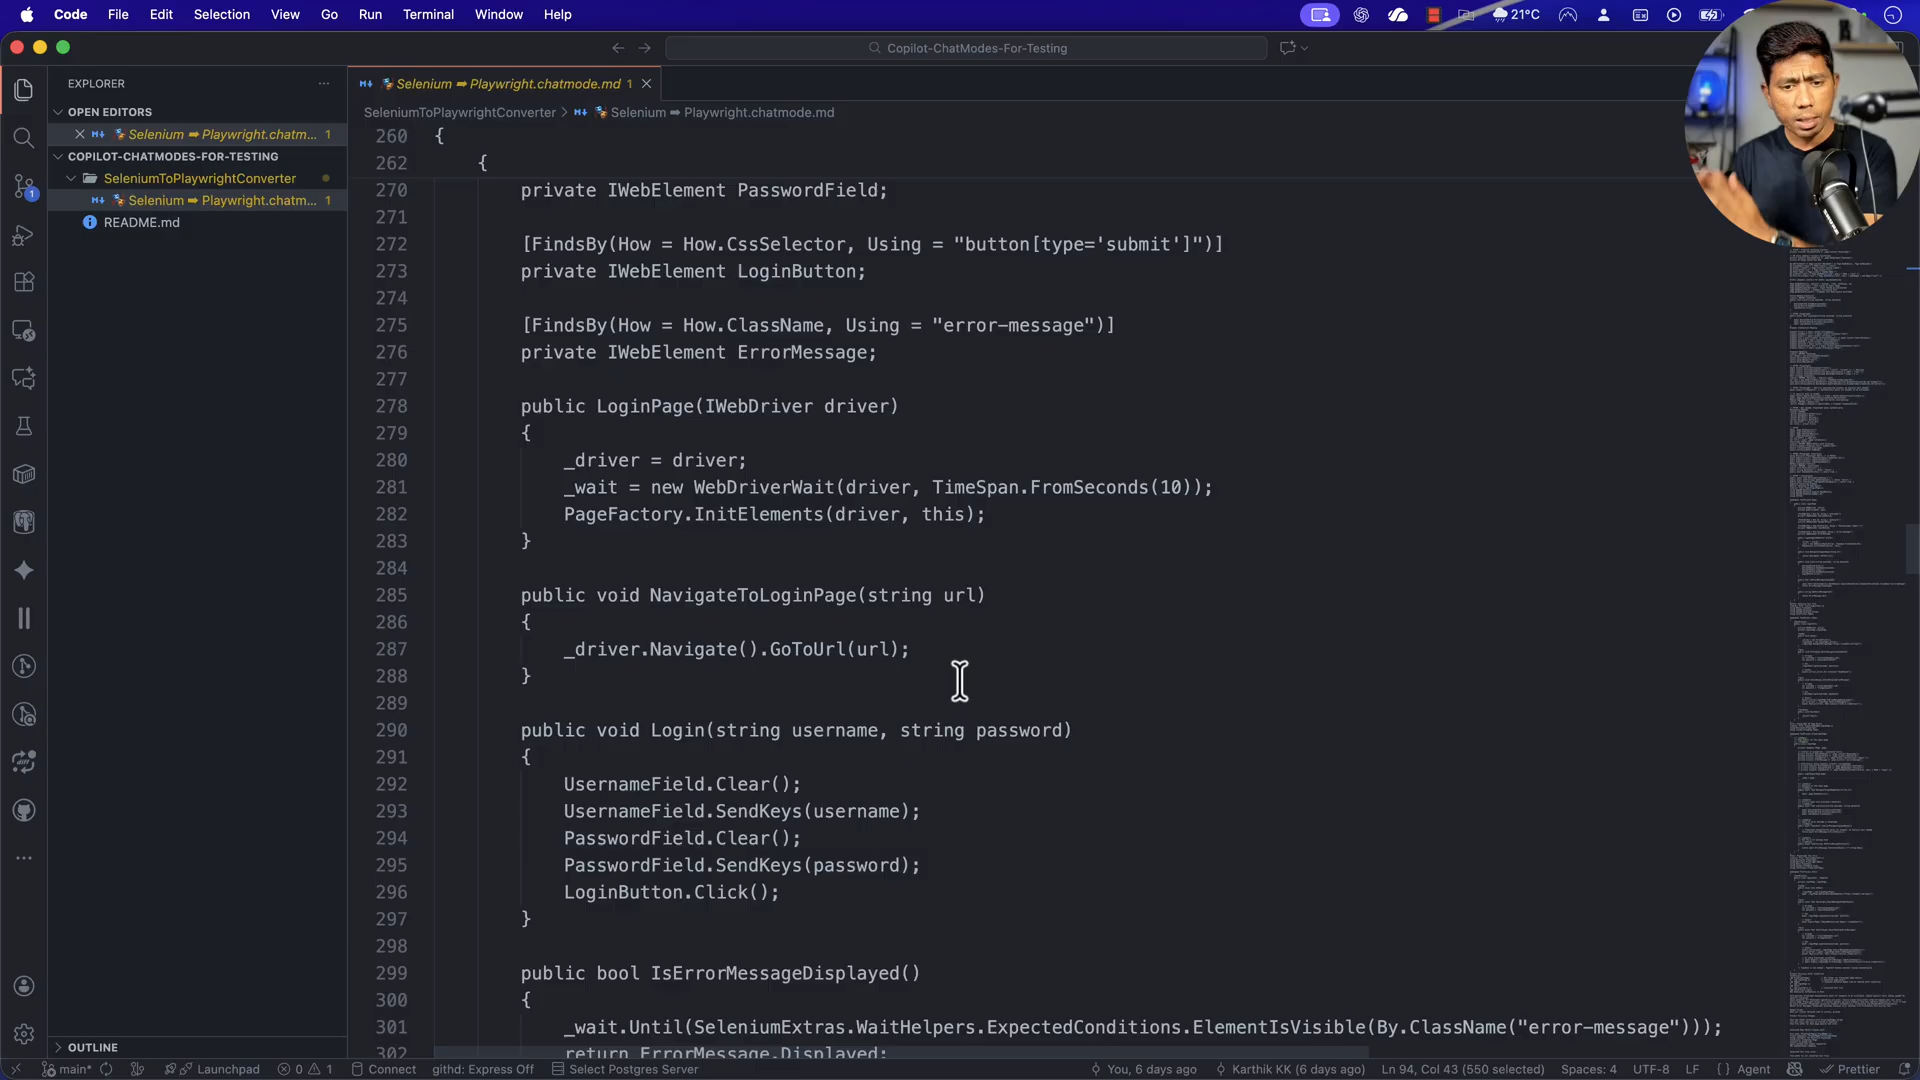 Code File Edit Selection View Go Run Terminal Window Help
21°C
Copilot-ChatModes-For-Testing
EXPLORER
Selenium ➡ Playwright.chatmode.md 1
OPEN EDITORS
SeleniumToPlaywrightConverter > Selenium ➡ Playwright.chatmode.md
Selenium ➡ Playwright.chatm... 1
COPILOT-CHATMODES-FOR-TESTING
SeleniumToPlaywrightConverter
Selenium ➡ Playwright.chatm... 1
README.md
1
260 {
262 {
270 private IWebElement PasswordField;
271
272 [FindsBy(How = How.CssSelector, Using = "button[type='submit']")]
273 private IWebElement LoginButton;
274
275 [FindsBy(How = How.ClassName, Using = "error-message")]
276 private IWebElement ErrorMessage;
277
278 public LoginPage(IWebDriver driver)
279 {
280 _driver = driver;
281 _wait = new WebDriverWait(driver, TimeSpan.FromSeconds(10));
282 PageFactory.InitElements(driver, this);
283 }
284
285 public void NavigateToLoginPage(string url)
286 {
287 _driver.Navigate().GoToUrl(url);
288 }
289
290 public void Login(string username, string password)
291 {
292 UsernameField.Clear();
293 UsernameField.SendKeys(username);
294 PasswordField.Clear();
295 PasswordField.SendKeys(password);
296 LoginButton.Click();
297 }
298
299 public bool IsErrorMessageDisplayed()
300 {
301 _wait.Until(SeleniumExtras.WaitHelpers.ExpectedConditions.ElementIsVisible(By.ClassName("error-message")));
302 return ErrorMessage.Displayed;
OUTLINE
main* Launchpad 0 1 Connect githd: Express Off Select Postgres Server You, 6 days ago Karthik KK (6 days ago) Ln 94, Col 43 (550 selected) Spaces: 4 UTF-8 LF { } Agent Prettier